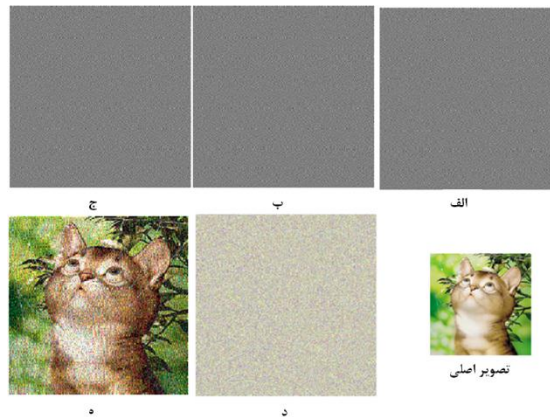 الف
ب
ج
تصویر اصلی
د
ه